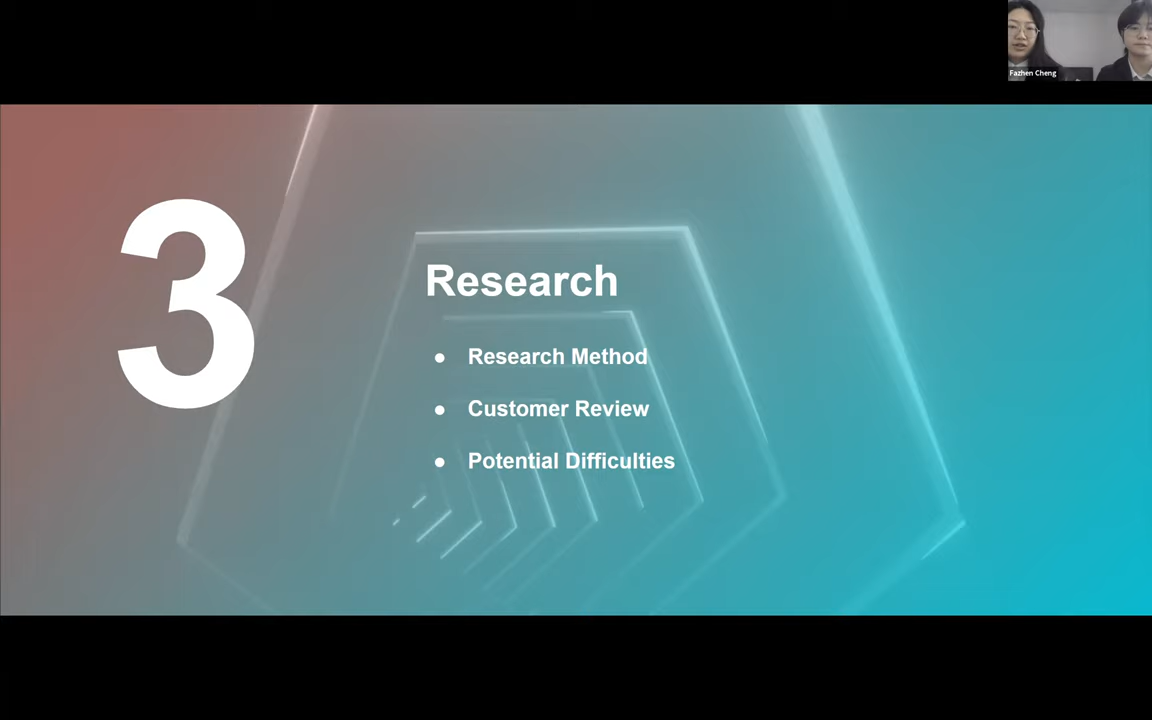 Fazhen Cheng
3
Research
● Research Method
● Customer Review
● Potential Difficulties